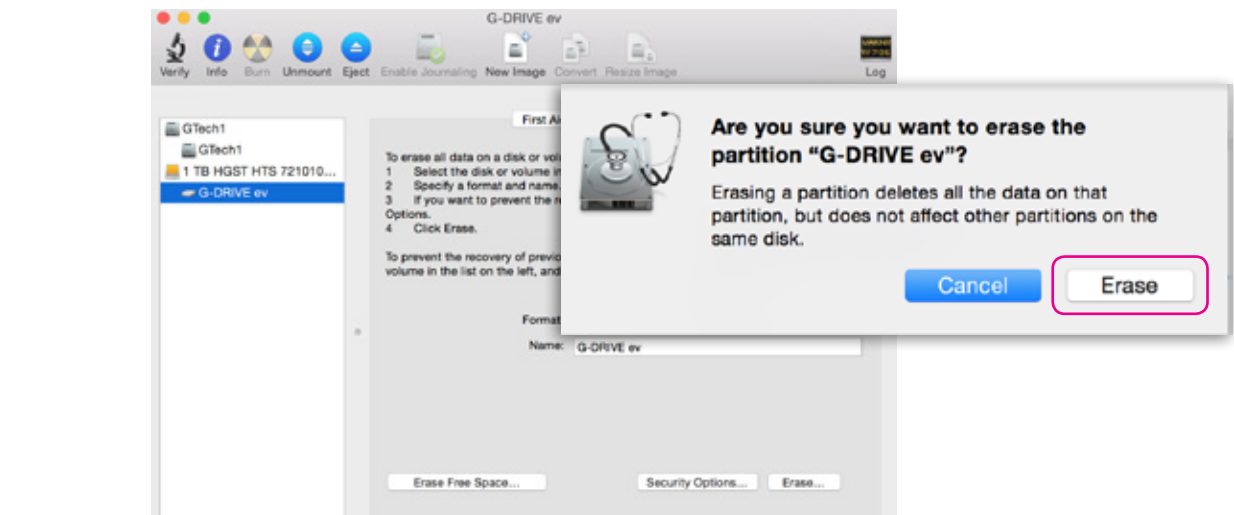 G-DRIVE ev
Verify Info Burn Unmount Eject Enable Journaling New Image Convert Resize Image Log
GTech1
GTech1
1 TB HGST HTS 721010...
G-DRIVE ev
First Ai
To erase all data on a disk or volu
1 Select the disk or volume in
2 Specify a format and name.
3 If you want to prevent the re
Options.
4 Click Erase.
To prevent the recovery of previo
volume in the list on the left, and
Format
Name: G-DRIVE ev
Erase Free Space... Security Options... Erase...
Are you sure you want to erase the
partition “G-DRIVE ev”?
Erasing a partition deletes all the data on that
partition, but does not affect other partitions on the
same disk.
Cancel Erase